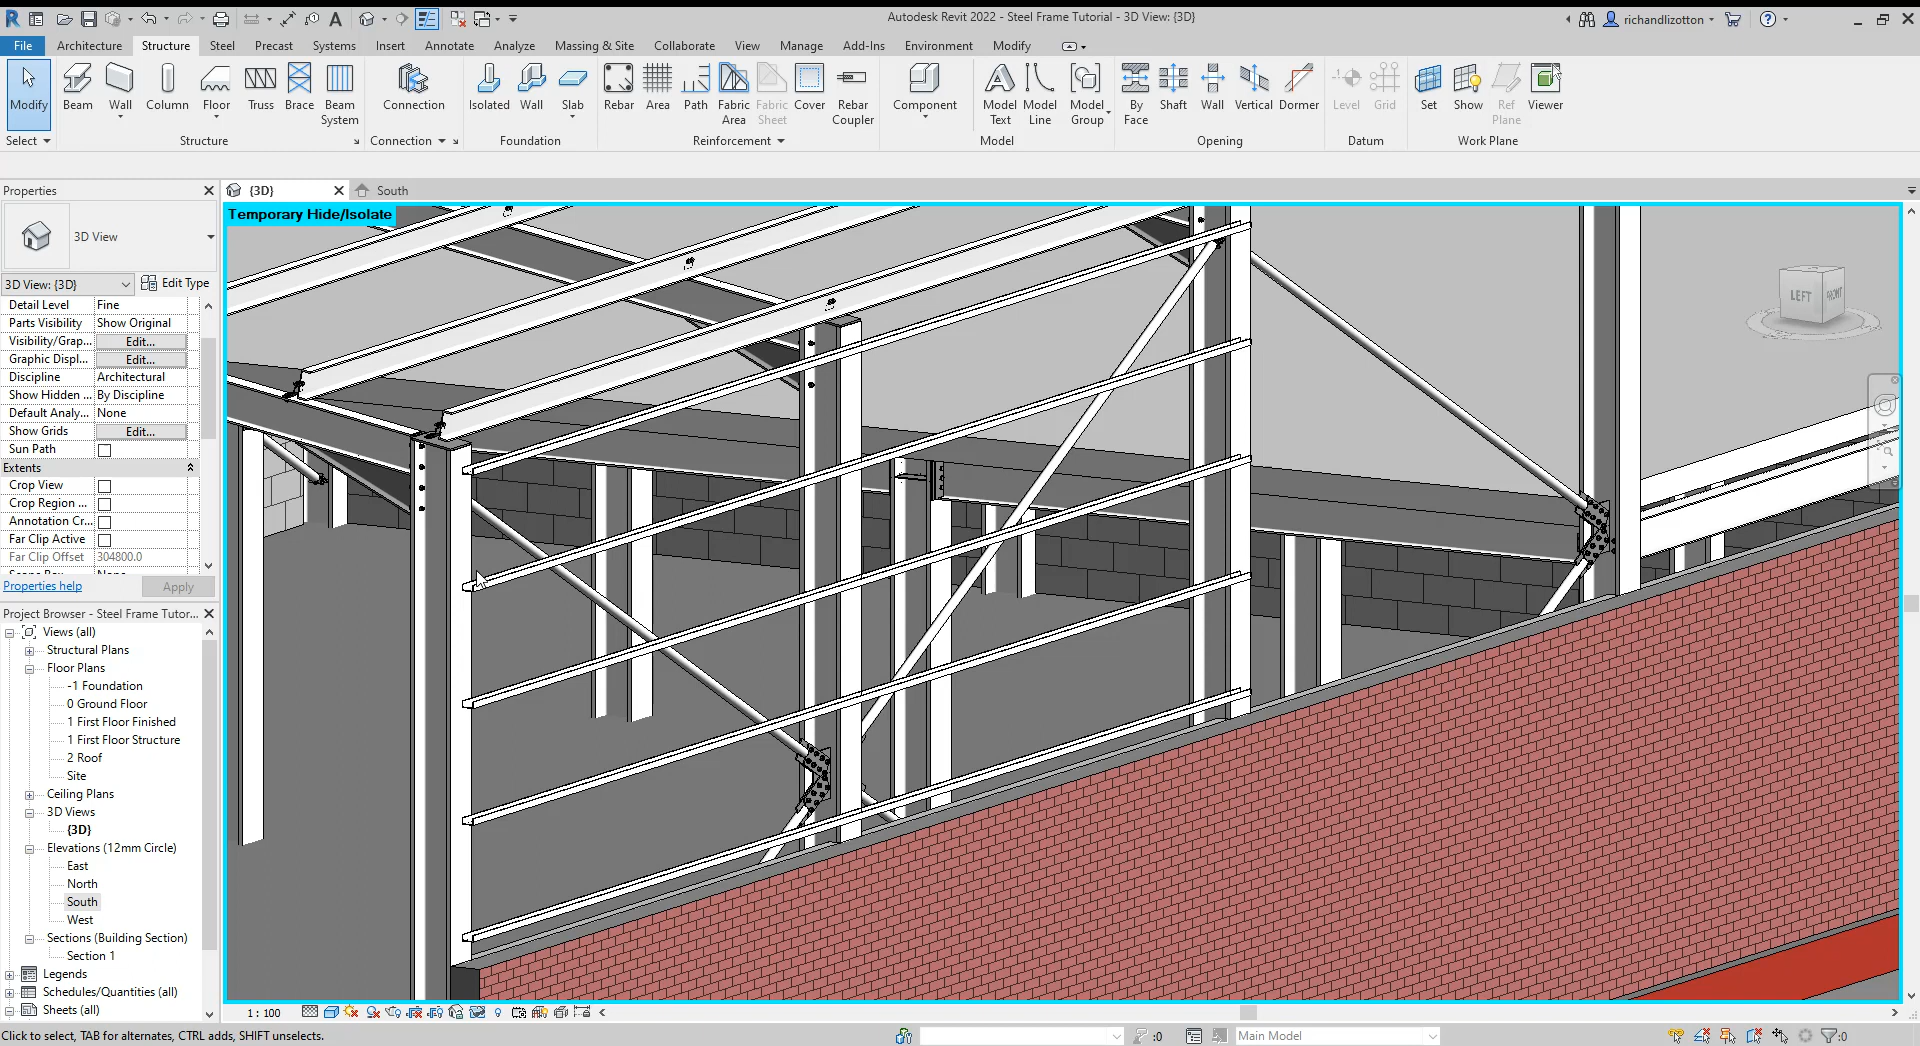 Autodesk Revit 2022 - Steel Frame Tutorial - 3D View: {3D}
richandlizotton
File Architecture Structure Steel Precast Systems Insert Annotate Analyze Massing & Site Collaborate View Manage Add-Ins Environment Modify
Modify Beam Wall Column Floor Truss Brace Beam System Connection Isolated Wall Slab Rebar Area Path Fabric Area Fabric Sheet Cover Rebar Coupler Component Model Text Model Line Model Group By Face Shaft Wall Vertical Dormer Level Grid Set Show Ref Plane Viewer
Select Structure Connection Foundation Reinforcement Model Opening Datum Work Plane
Properties
{3D} South
Temporary Hide/Isolate
3D View
3D View: {3D} Edit Type
Detail Level Fine
Parts Visibility Show Original
Visibility/Grap... Edit...
Graphic Displ... Edit...
Discipline Architectural
Show Hidden ... By Discipline
Default Analy... None
Show Grids Edit...
Sun Path
Extents
Crop View
Crop Region ...
Annotation Cr...
Far Clip Active
Far Clip Offset 304800.0
Properties help Apply
Project Browser - Steel Frame Tutor...
Views (all)
Structural Plans
Floor Plans
-1 Foundation
0 Ground Floor
1 First Floor Finished
1 First Floor Structure
2 Roof
Site
Ceiling Plans
3D Views
{3D}
Elevations (12mm Circle)
East
North
South
West
Sections (Building Section)
Section 1
Legends
Schedules/Quantities (all)
Sheets (all)
LEFT FRONT
1 : 100
Click to select, TAB for alternates, CTRL adds, SHIFT unselects.
:0 Main Model :0